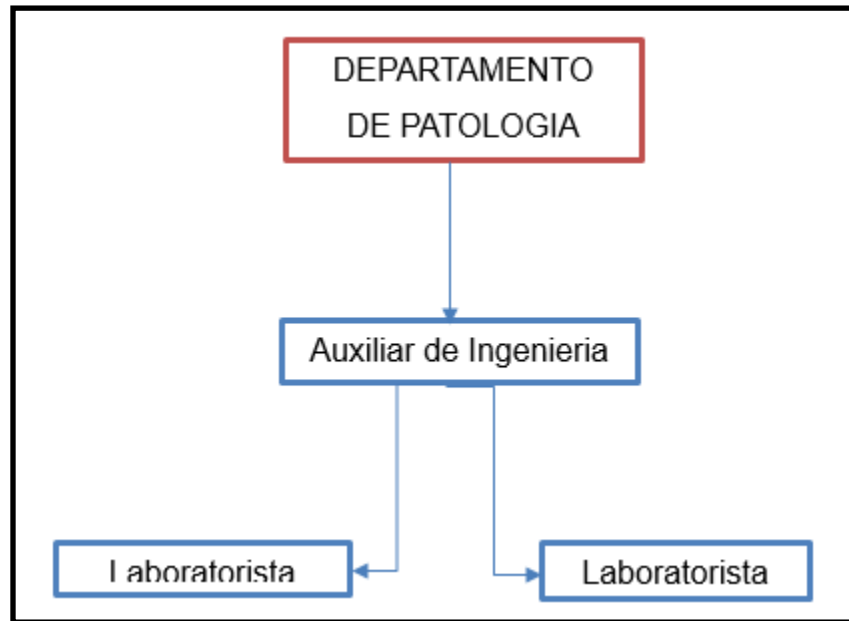 DEPARTAMENTO
DE PATOLOGIA
Auxiliar de Ingenieria
Laboratorista
Laboratorista